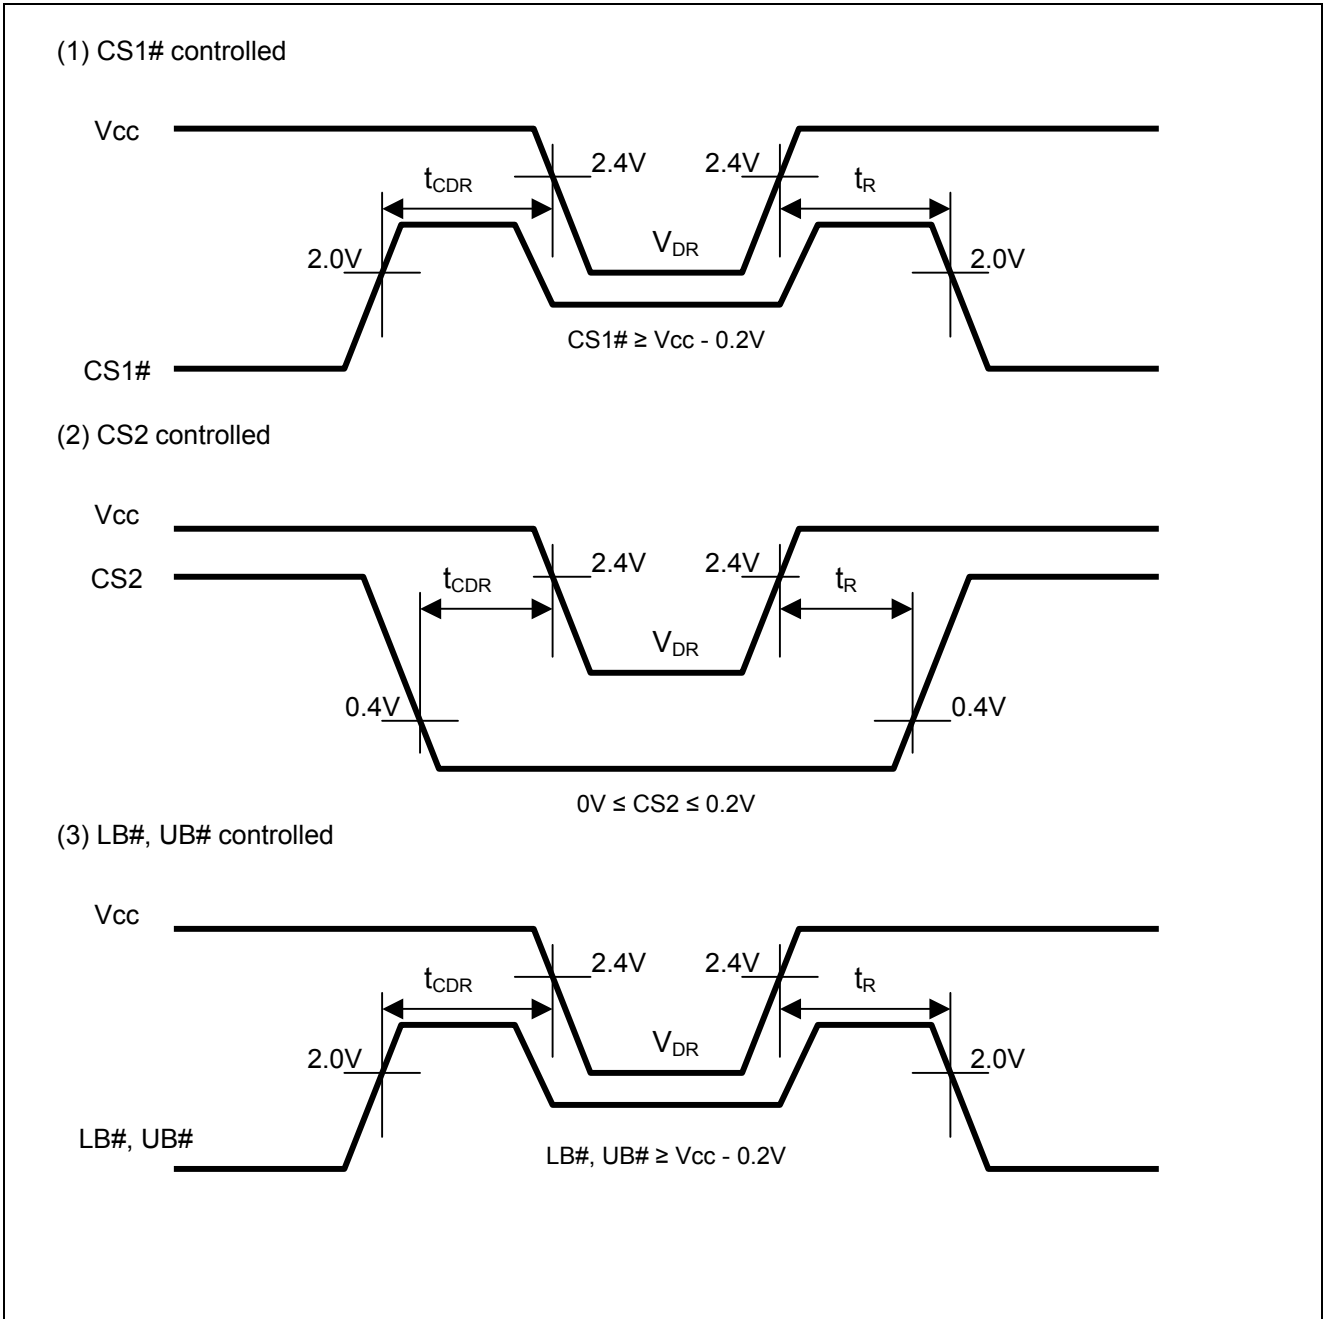 (1) CS1# controlled
Vcc
2.4V 2.4V
tCDR tR
VDR
2.0V 2.0V
CS1# ≥ Vcc - 0.2V
CS1#
(2) CS2 controlled
Vcc
2.4V 2.4V
CS2
tCDR tR
VDR
0.4V 0.4V
0V ≤ CS2 ≤ 0.2V
(3) LB#, UB# controlled
Vcc
2.4V 2.4V
tCDR tR
VDR
2.0V 2.0V
LB#, UB#
LB#, UB# ≥ Vcc - 0.2V